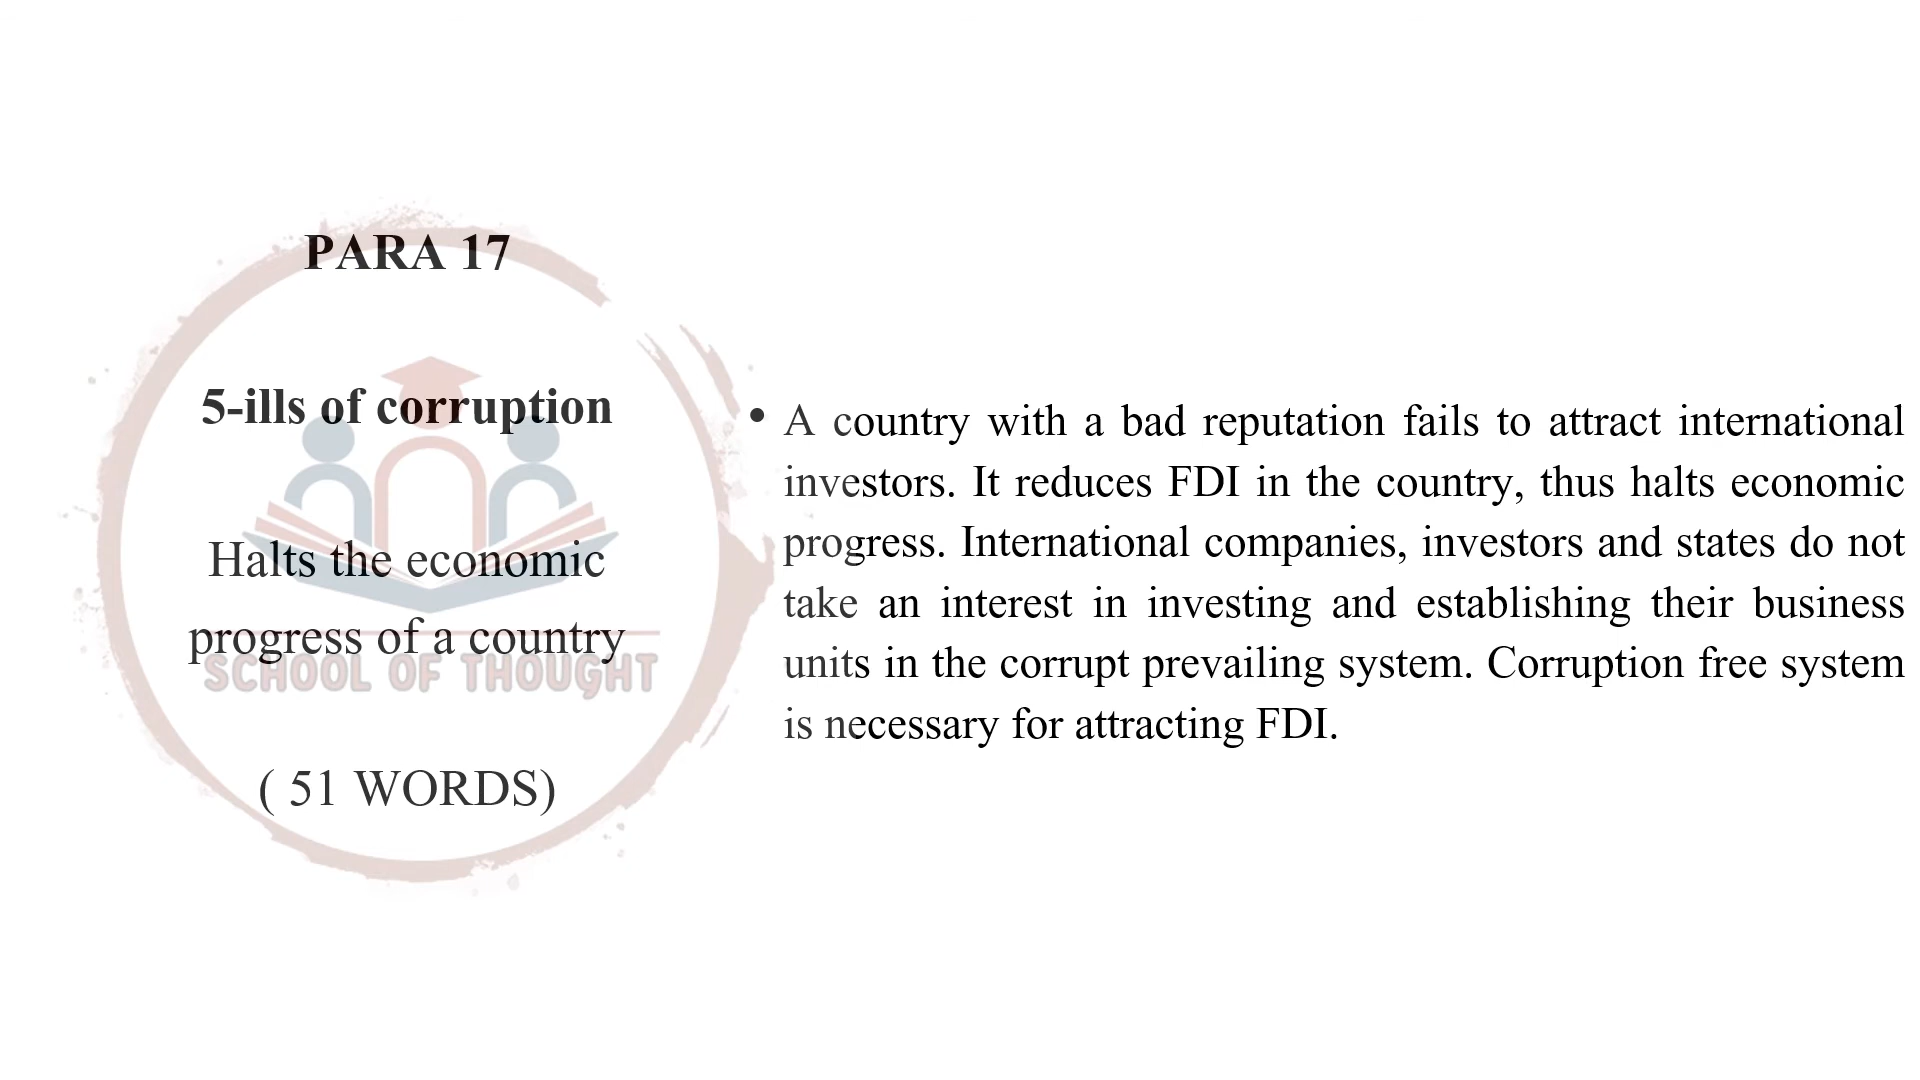 PARA 17
5-ills of corruption
Halts the economic
progress of a country
SCHOOL OF THOUGHT
( 51 WORDS)
• A country with a bad reputation fails to attract international
investors. It reduces FDI in the country, thus halts economic
progress. International companies, investors and states do not
take an interest in investing and establishing their business
units in the corrupt prevailing system. Corruption free system
is necessary for attracting FDI.